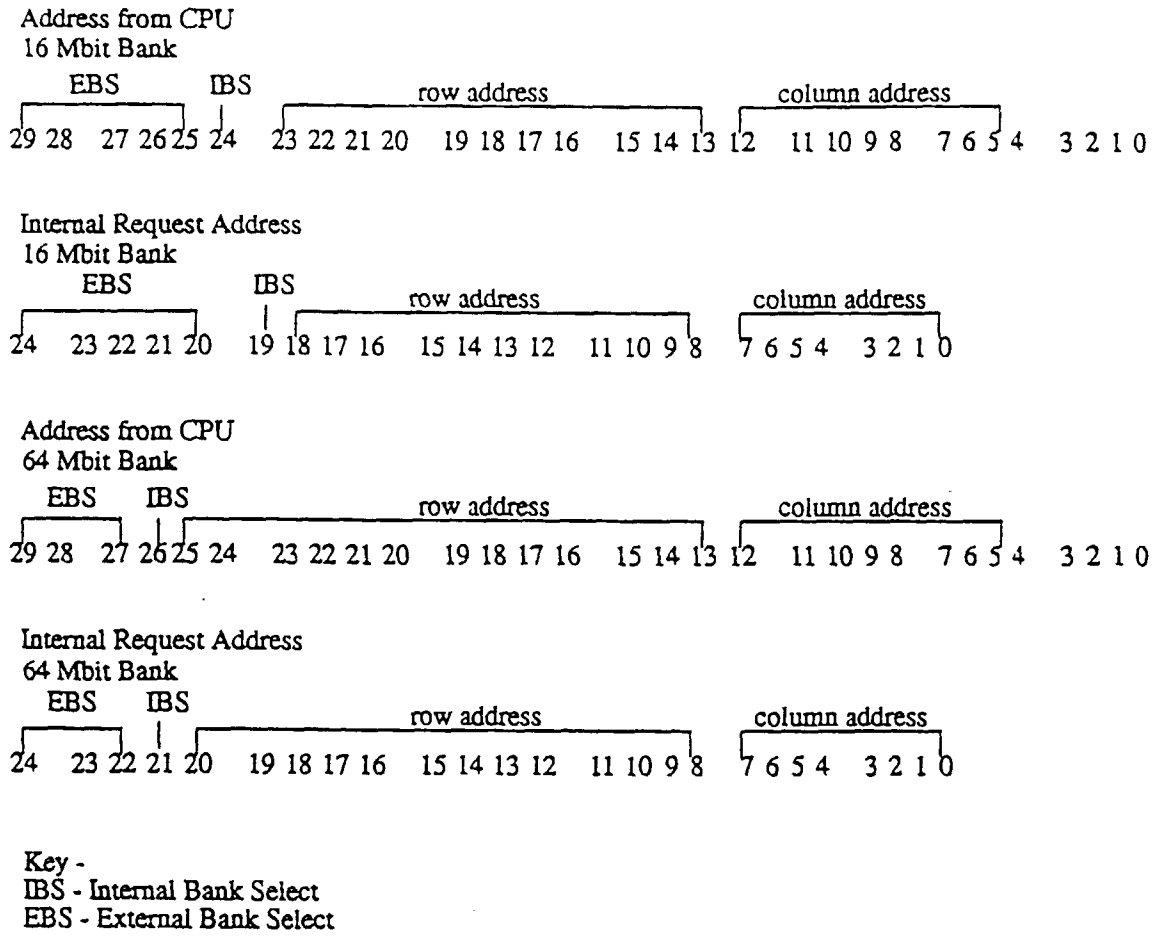 Address from CPU
16 Mbit Bank
EBS IBS row address column address
29 28 27 26 25 24 23 22 21 20 19 18 17 16 15 14 13 12 11 10 9 8 7 6 5 4 3 2 1 0
Internal Request Address
16 Mbit Bank
EBS IBS row address column address
24 23 22 21 20 19 18 17 16 15 14 13 12 11 10 9 8 7 6 5 4 3 2 1 0
Address from CPU
64 Mbit Bank
EBS IBS row address column address
29 28 27 26 25 24 23 22 21 20 19 18 17 16 15 14 13 12 11 10 9 8 7 6 5 4 3 2 1 0
Internal Request Address
64 Mbit Bank
EBS IBS row address column address
24 23 22 21 20 19 18 17 16 15 14 13 12 11 10 9 8 7 6 5 4 3 2 1 0
Key -
IBS - Internal Bank Select
EBS - External Bank Select